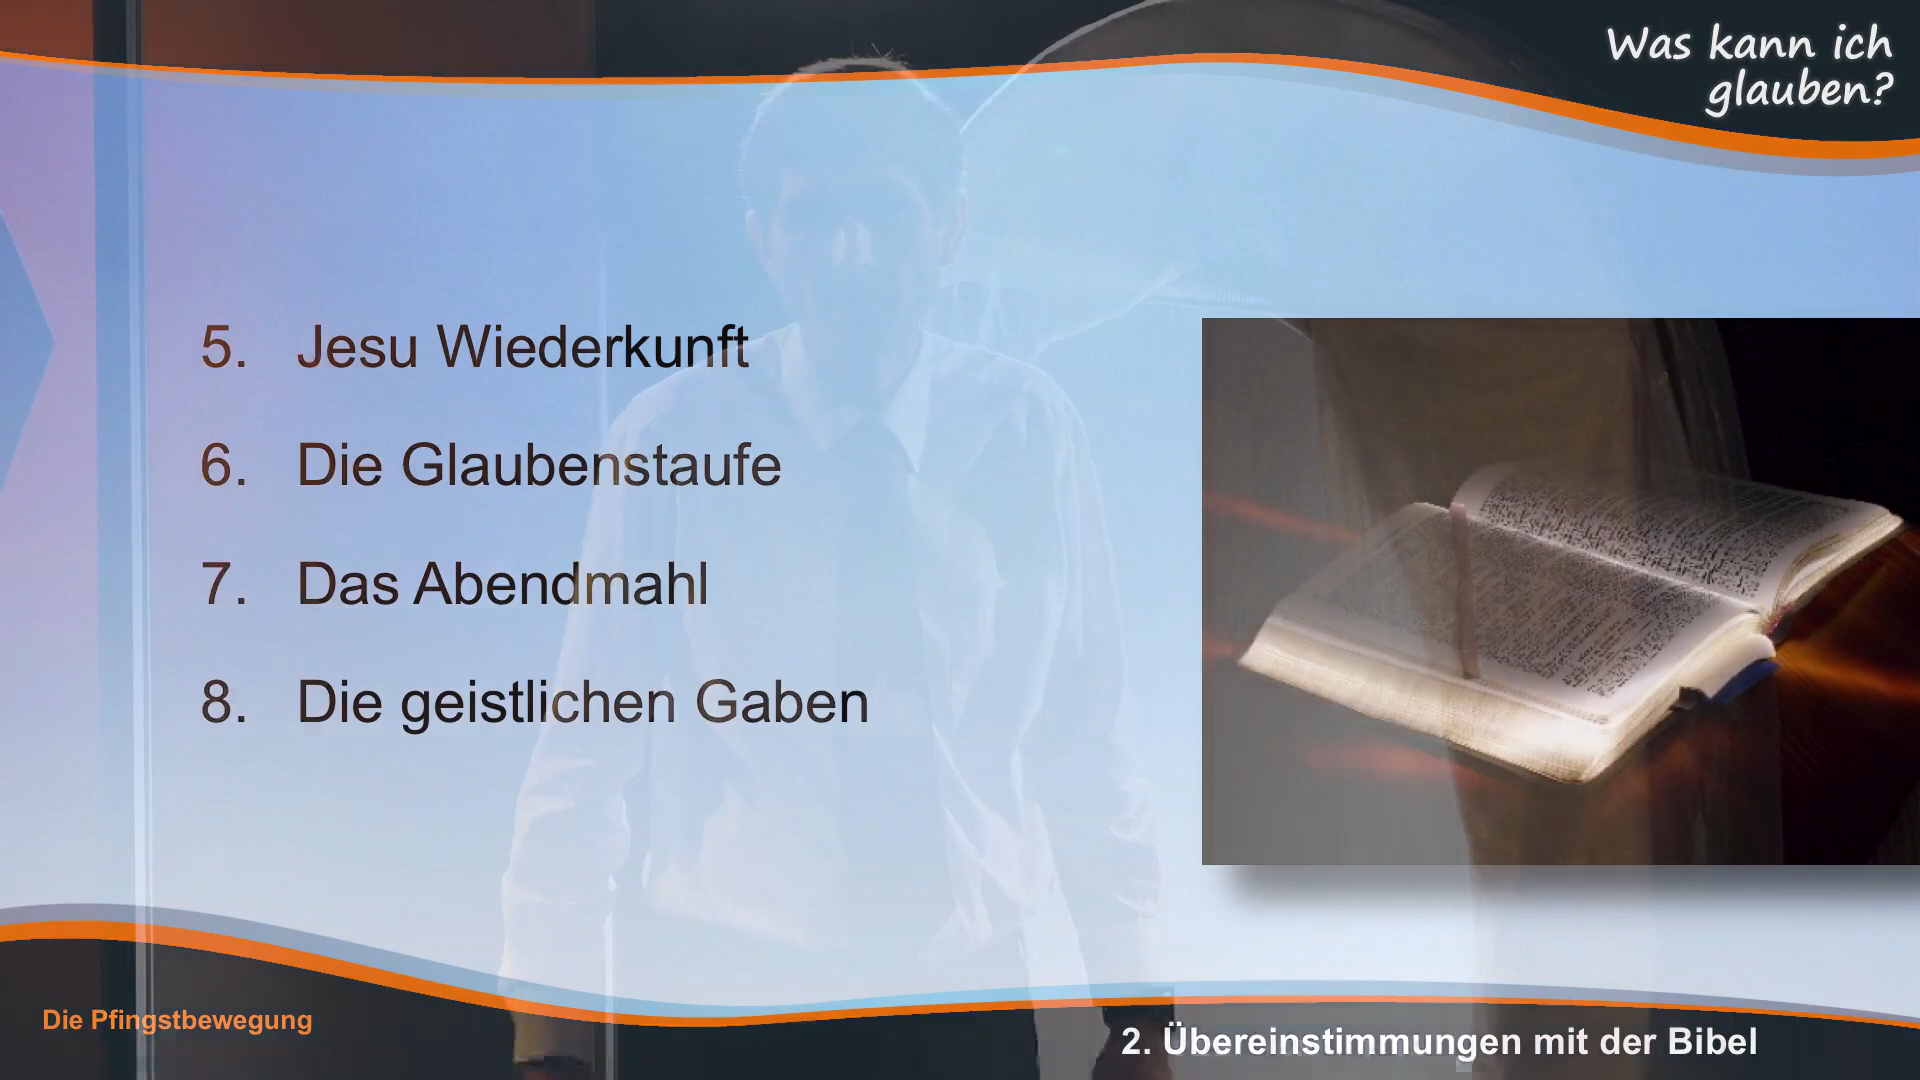 Was kann ich
glauben?
5. Jesu Wiederkunft
6. Die Glaubenstaufe
7. Das Abendmahl
8. Die geistlichen Gaben
Die Pfingstbewegung
2. Übereinstimmungen mit der Bibel